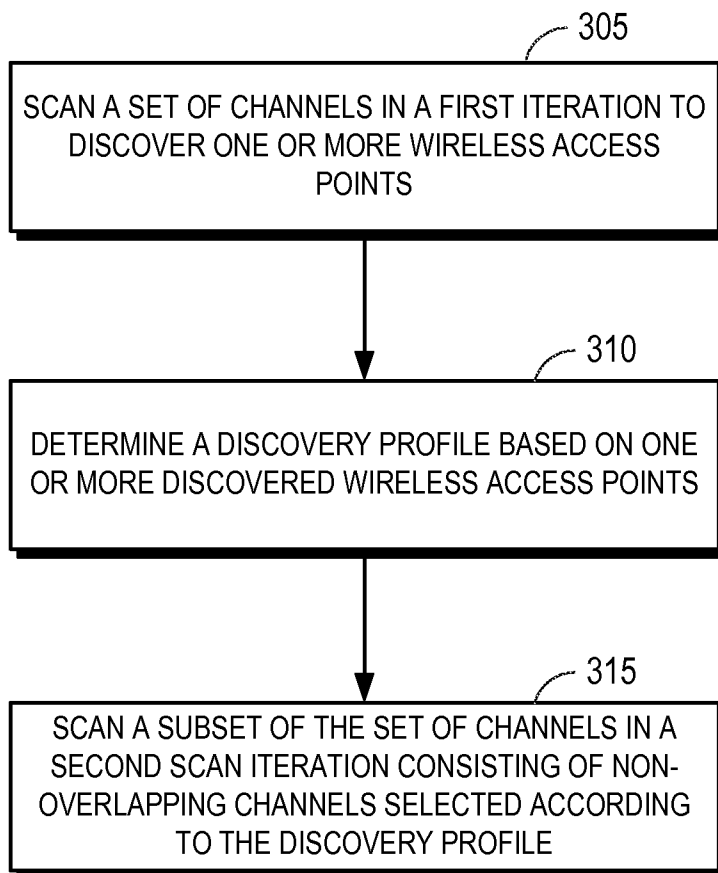 305
SCAN A SET OF CHANNELS IN A FIRST ITERATION TO
DISCOVER ONE OR MORE WIRELESS ACCESS
POINTS
310
DETERMINE A DISCOVERY PROFILE BASED ON ONE
OR MORE DISCOVERED WIRELESS ACCESS POINTS
315
SCAN A SUBSET OF THE SET OF CHANNELS IN A
SECOND SCAN ITERATION CONSISTING OF NON-
OVERLAPPING CHANNELS SELECTED ACCORDING
TO THE DISCOVERY PROFILE